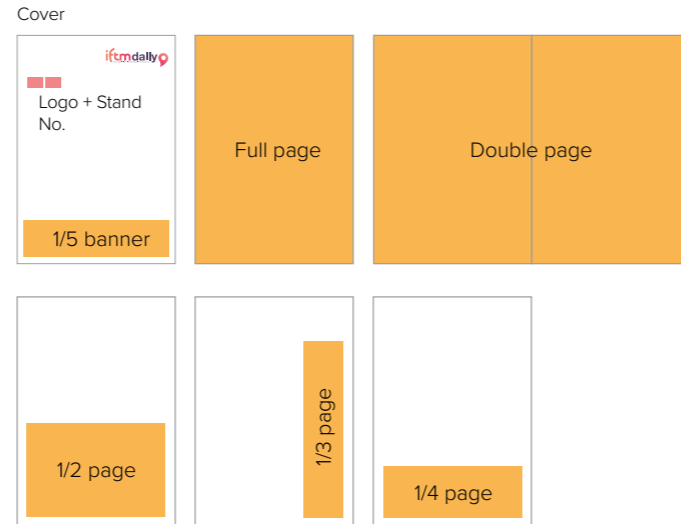 Cover
iftmdaily
Logo + Stand
No.
1/5 banner
Full page
Double page
1/2 page
1/3 page
1/4 page